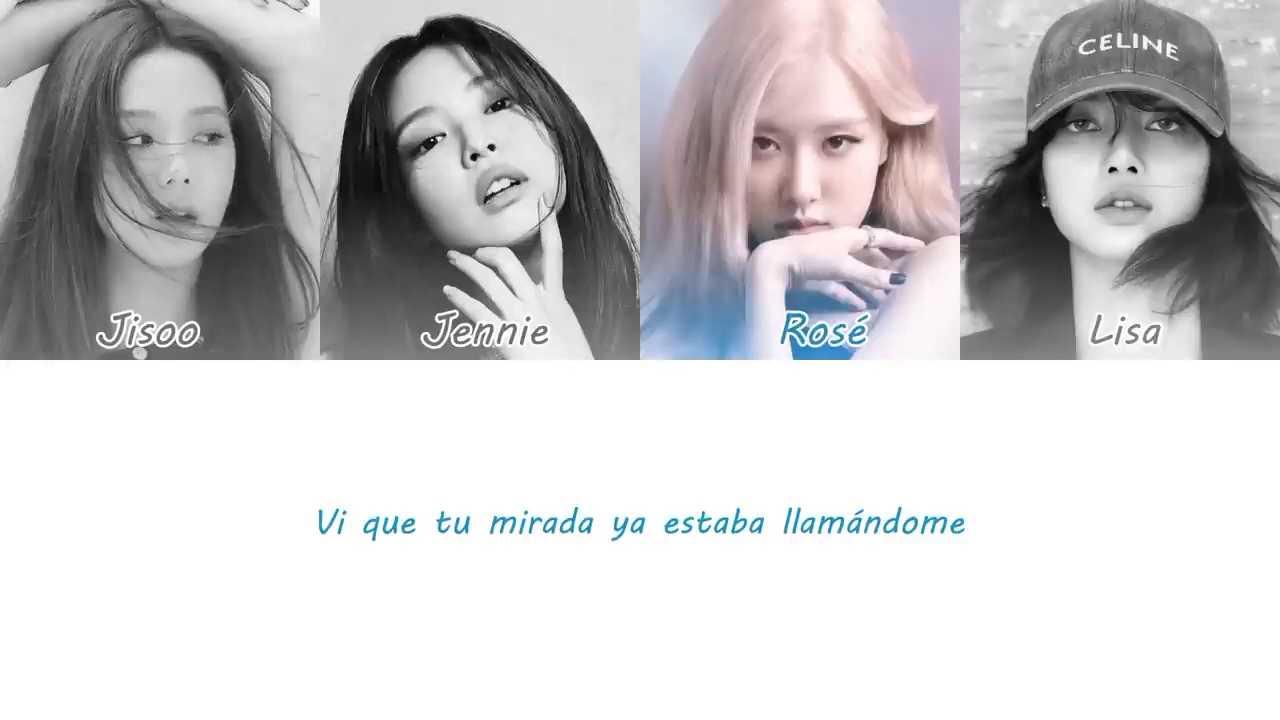 CELINE
Jisoo
Jennie
Rosé
Lisa
Vi que tu mirada ya estaba llamándome